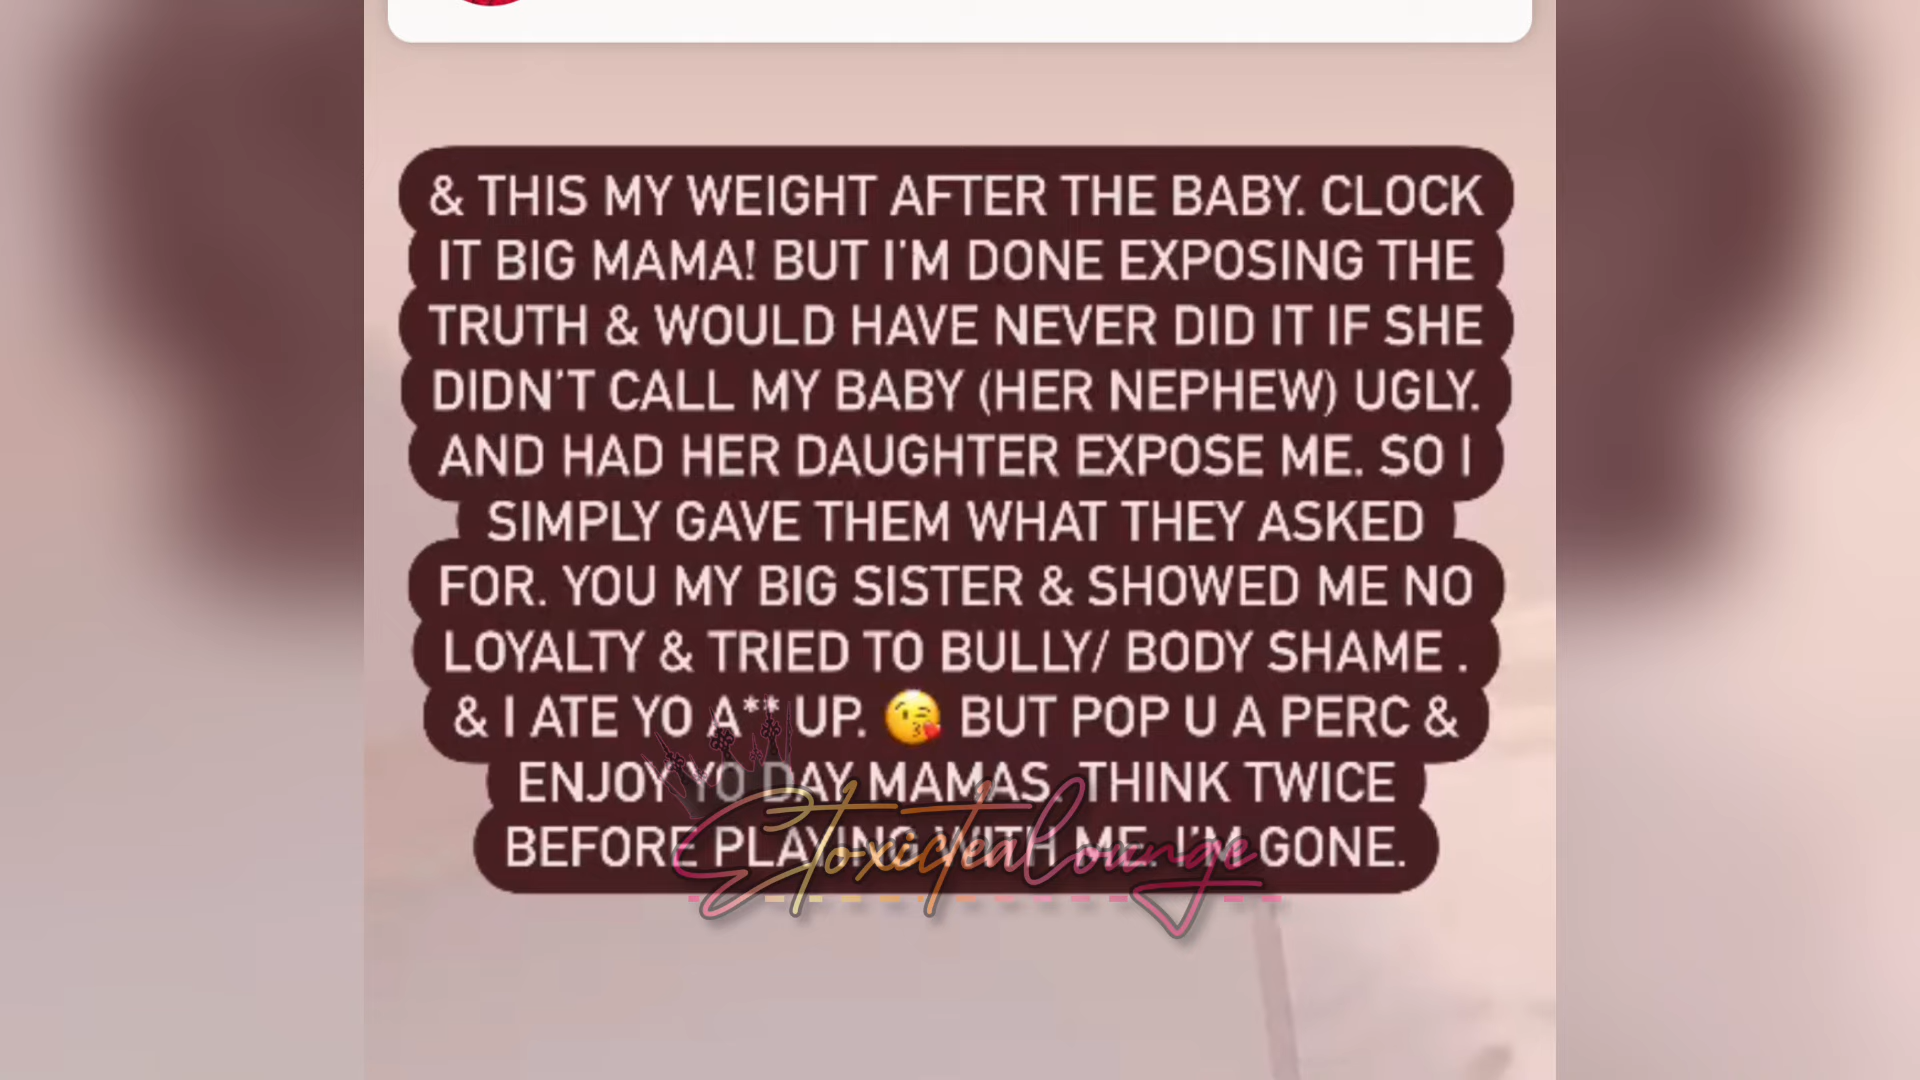 & THIS MY WEIGHT AFTER THE BABY. CLOCK
IT BIG MAMA! BUT I'M DONE EXPOSING THE
TRUTH & WOULD HAVE NEVER DID IT IF SHE
DIDN'T CALL MY BABY (HER NEPHEW) UGLY.
AND HAD HER DAUGHTER EXPOSE ME. SO I
SIMPLY GAVE THEM WHAT THEY ASKED
FOR. YOU MY BIG SISTER & SHOWED ME NO
LOYALTY & TRIED TO BULLY/ BODY SHAME .
& I ATE YO A** UP. 😘 BUT POP U A PERC &
ENJOY YO DAY MAMAS. THINK TWICE
BEFORE PLAYING WITH ME. I'M GONE.
EtoxicteaLounge